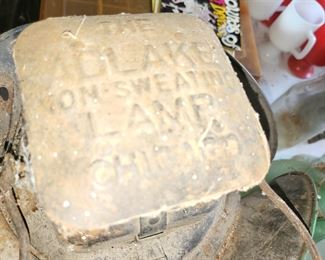 THE
BLAKE
NON-SWEATING
LAMP
CHICAGO